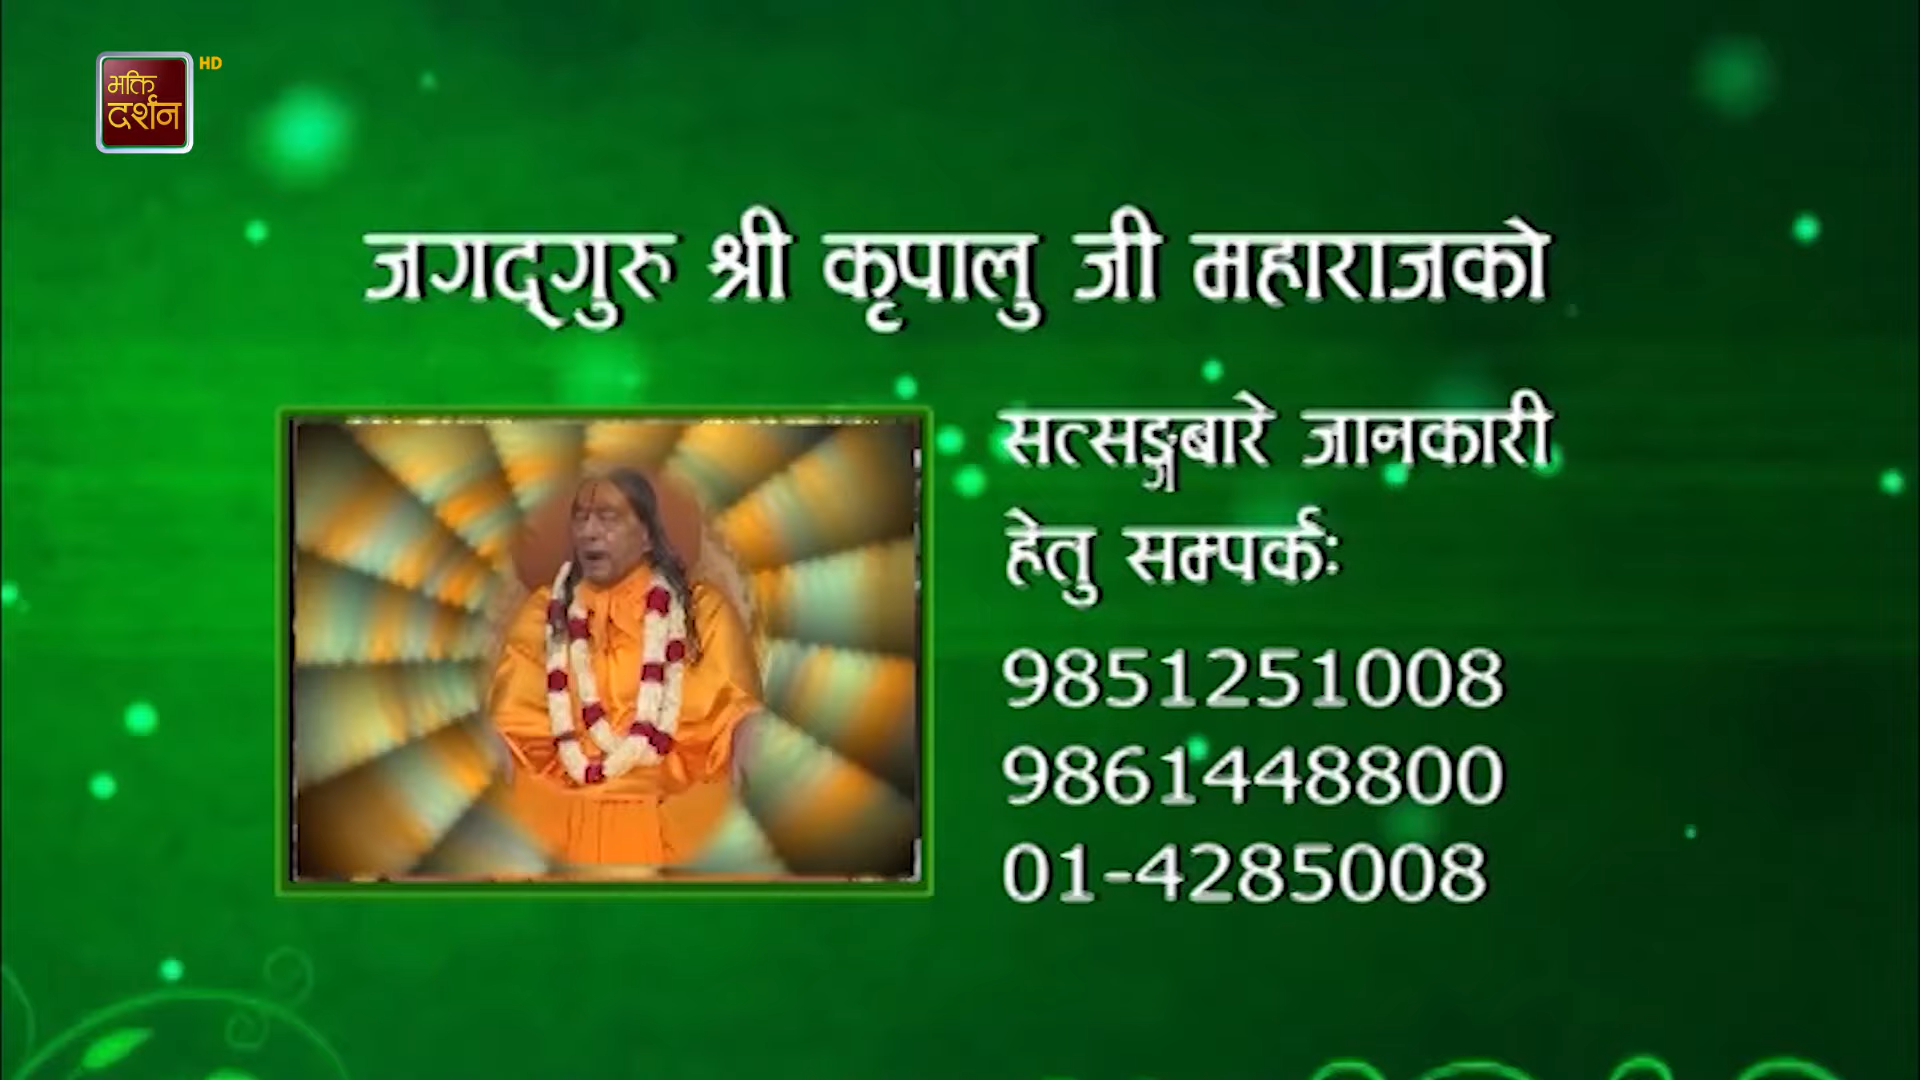 भक्ति
दर्शन
HD
जगद्गुरु श्री कृपालु जी महाराजको
सत्सङ्गबारे जानकारी
हेतु सम्पर्कः
9851251008
9861448800
01-4285008